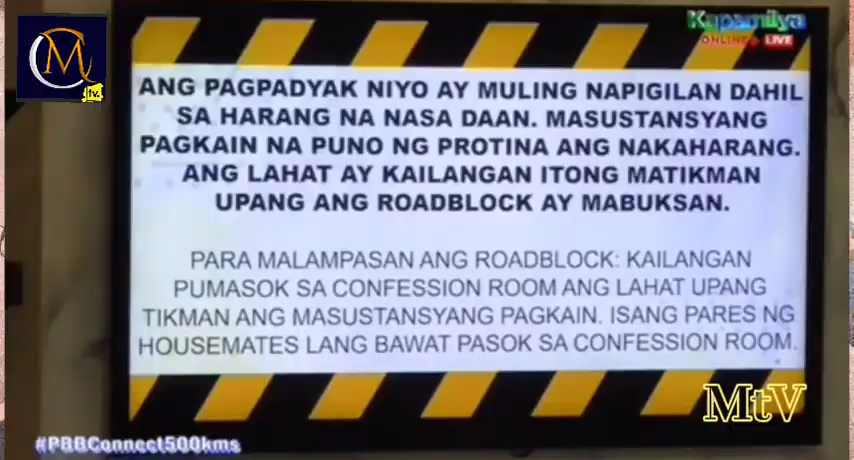 CM
tv.
Kapamilya
ONLINE LIVE
ANG PAGPADYAK NIYO AY MULING NAPIGILAN DAHIL
SA HARANG NA NASA DAAN. MASUSTANSYANG
PAGKAIN NA PUNO NG PROTINA ANG NAKAHARANG.
ANG LAHAT AY KAILANGAN ITONG MATIKMAN
UPANG ANG ROADBLOCK AY MABUKSAN.
PARA MALAMPASAN ANG ROADBLOCK: KAILANGAN
PUMASOK SA CONFESSION ROOM ANG LAHAT UPANG
TIKMAN ANG MASUSTANSYANG PAGKAIN. ISANG PARES NG
HOUSEMATES LANG BAWAT PASOK SA CONFESSION ROOM.
MtV
#PBBConnect500kms